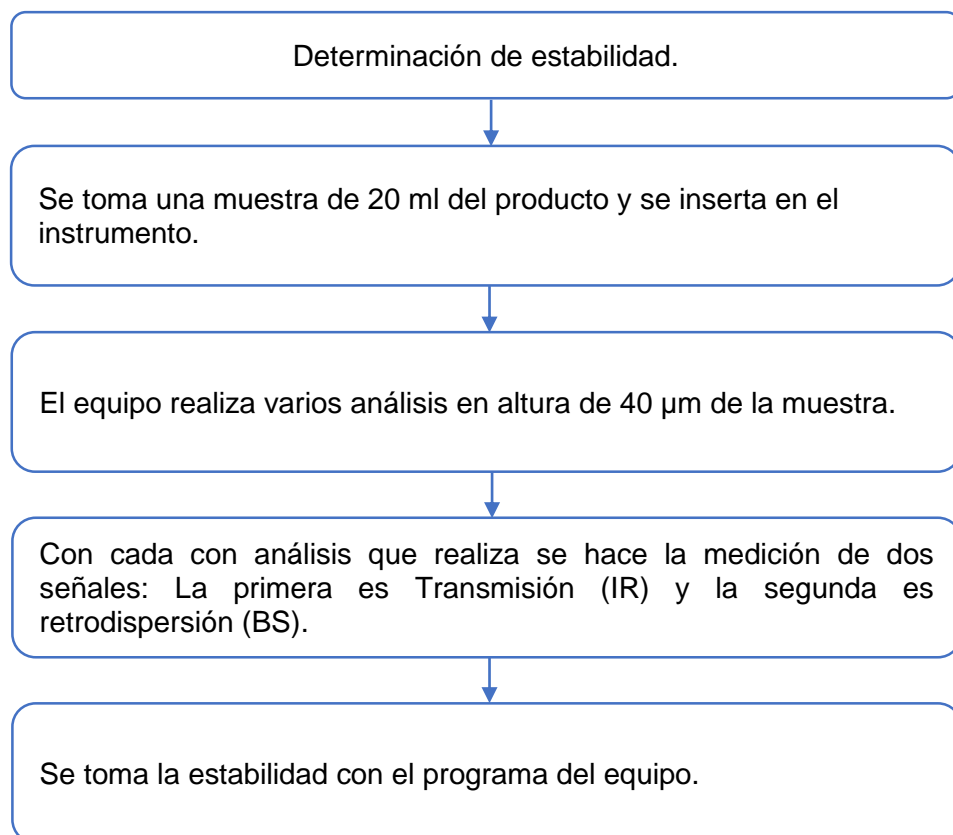 Determinación de estabilidad.
Se toma una muestra de 20 ml del producto y se inserta en el
instrumento.
El equipo realiza varios análisis en altura de 40 µm de la muestra.
Con cada con análisis que realiza se hace la medición de dos
señales: La primera es Transmisión (IR) y la segunda es
retrodispersión (BS).
Se toma la estabilidad con el programa del equipo.